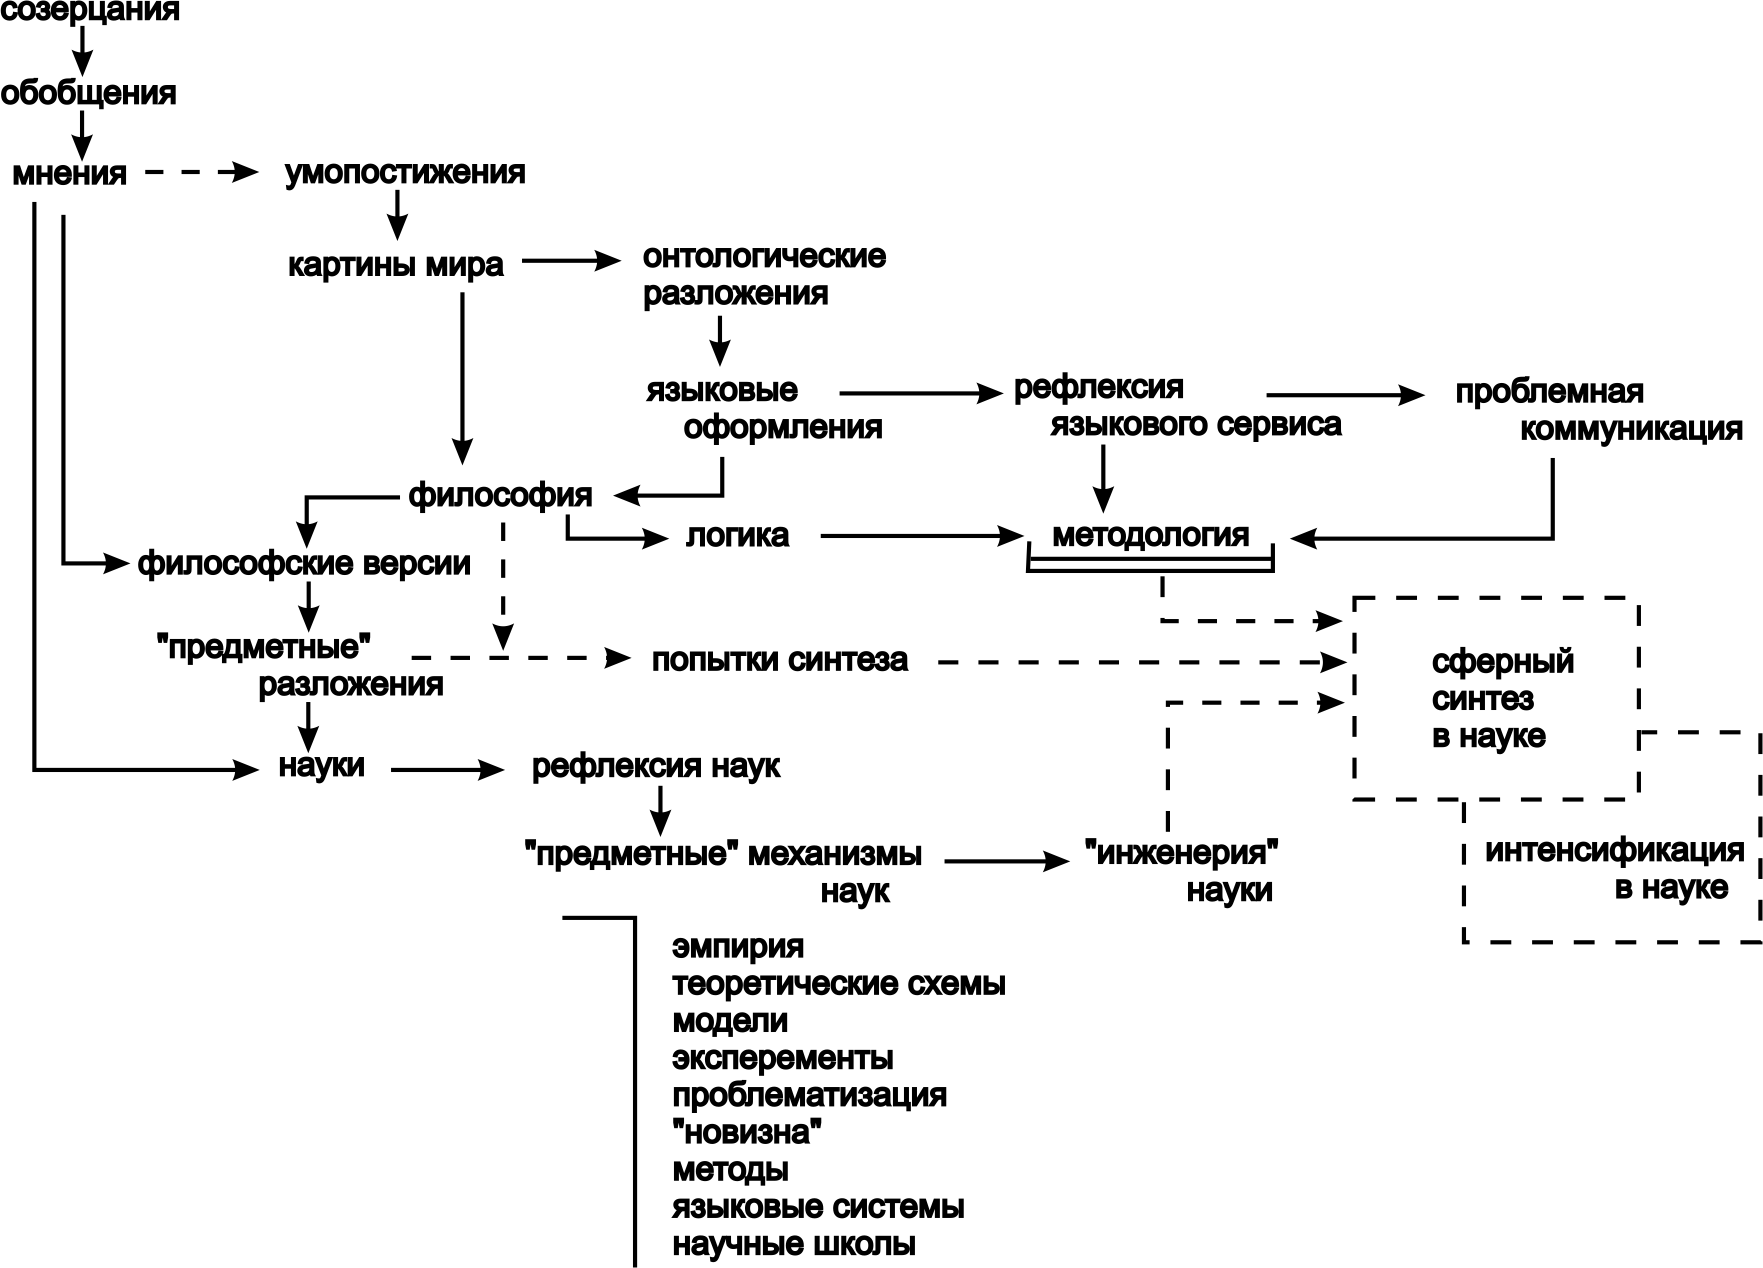 созерцания
обобщения
мнения
умопостижения
картины мира
онтологические
разложения
языковые
оформления
рефлексия
языкового сервиса
проблемная
коммуникация
философия
логика
методология
философские версии
"предметные"
разложения
попытки синтеза
сферный
синтез
в науке
науки
рефлексия наук
"предметные" механизмы
наук
"инженерия"
науки
интенсификация
в науке
эмпирия
теоретические схемы
модели
эксперементы
проблематизация
"новизна"
методы
языковые системы
научные школы